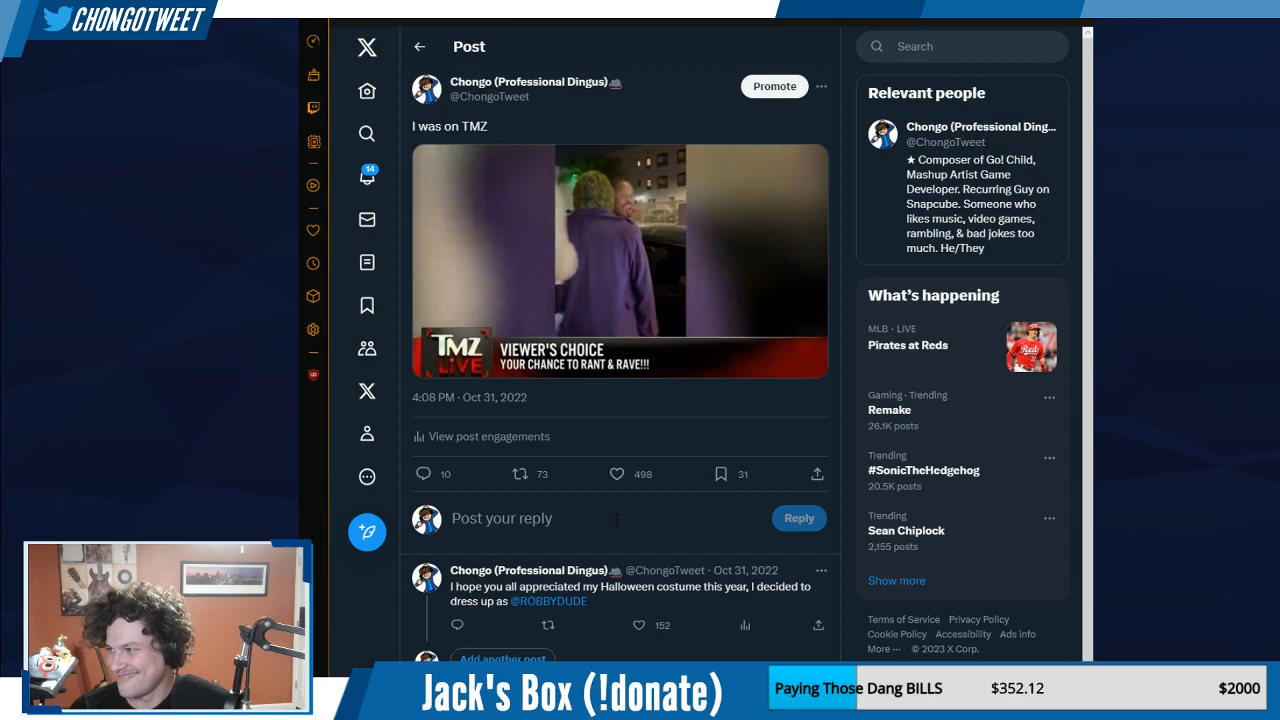 CHONGOTWEET
Post
Chongo (Professional Dingus)
@ChongoTweet
Promote
I was on TMZ
TMZ
LIVE
VIEWER'S CHOICE
YOUR CHANCE TO RANT & RAVE!!!
4:08 PM · Oct 31, 2022
View post engagements
10
73
498
31
Post your reply
Reply
Chongo (Professional Dingus) @ChongoTweet · Oct 31, 2022
I hope you all appreciated my Halloween costume this year, I decided to
dress up as @ROBBYDUDE
152
Add another post
14
Search
Relevant people
Chongo (Professional Ding...
@ChongoTweet
★ Composer of Go! Child,
Mashup Artist Game
Developer. Recurring Guy on
Snapcube. Someone who
likes music, video games,
rambling, & bad jokes too
much. He/They
What's happening
MLB · LIVE
Pirates at Reds
Reds
Gaming · Trending
Remake
26.1K posts
Trending
#SonicTheHedgehog
20.5K posts
Trending
Sean Chiplock
2,155 posts
Show more
Terms of Service Privacy Policy
Cookie Policy Accessibility Ads info
More ··· © 2023 X Corp.
Jack's Box (!donate)
Paying Those Dang BILLS $352.12 $2000